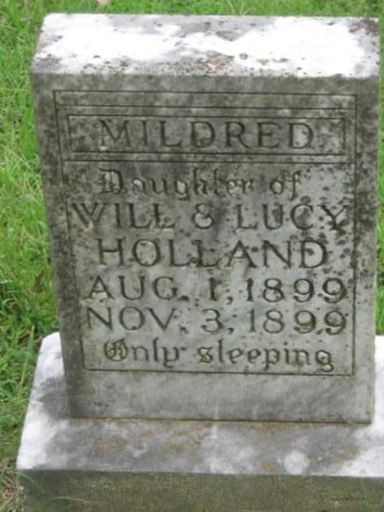 MILDRED
Daughter of
WILL & LUCY
HOLLAND
AUG. 1, 1899
NOV. 3, 1899
Only sleeping